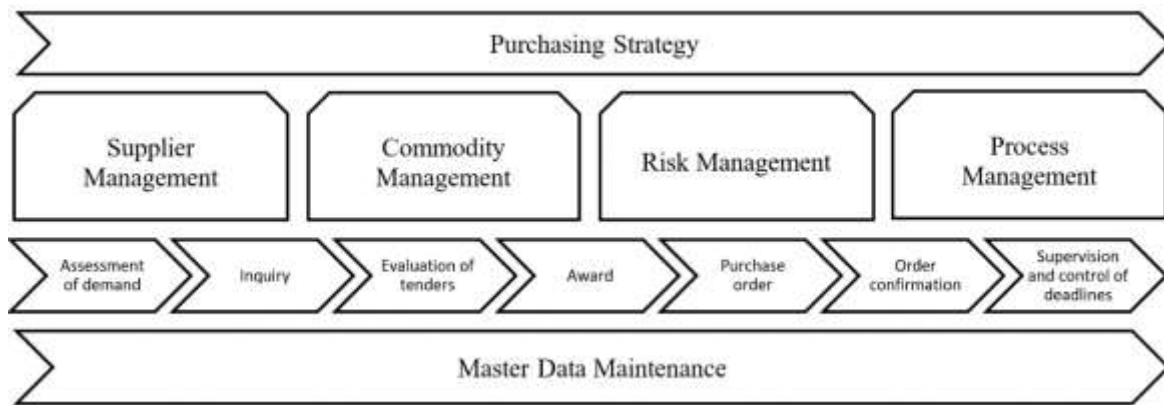 Purchasing Strategy
Supplier
Management
Commodity
Management
Risk Management
Process
Management
Assessment
of demand
Inquiry
Evaluation of
tenders
Award
Purchase
order
Order
confirmation
Supervision
and control of
deadlines
Master Data Maintenance